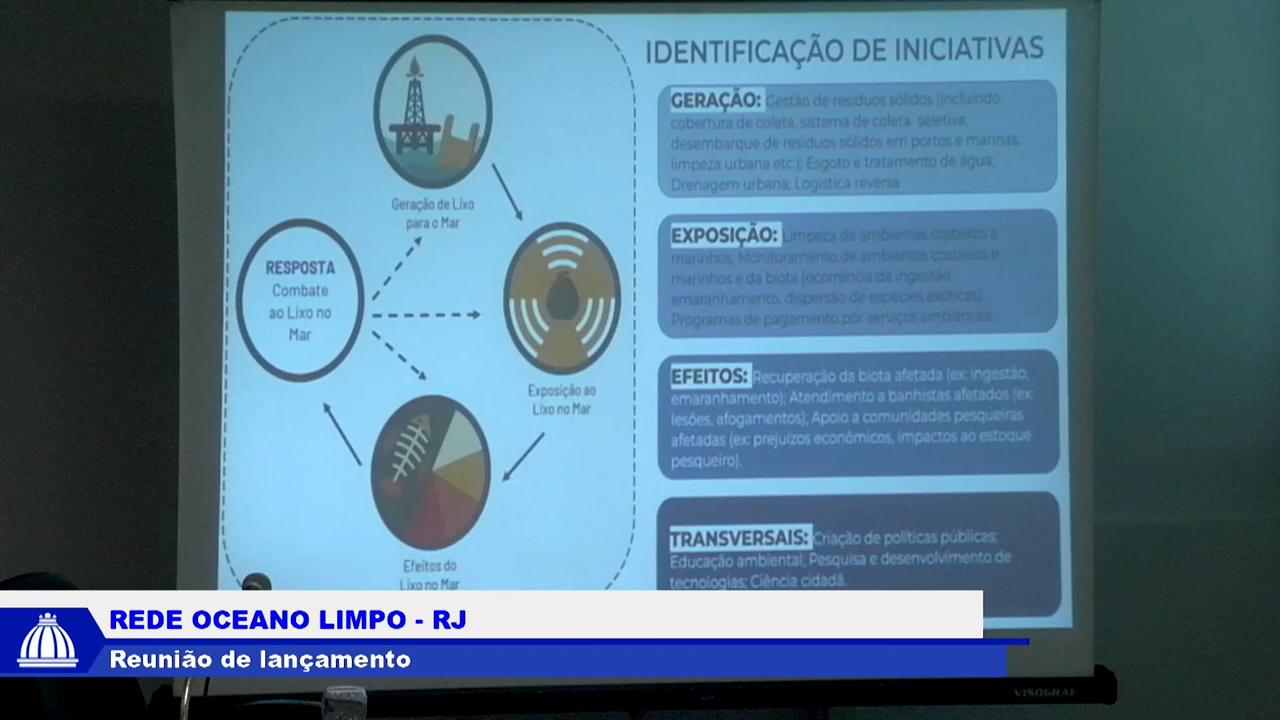 IDENTIFICAÇÃO DE INICIATIVAS
Geração de Lixo
para o Mar
RESPOSTA
Combate
ao Lixo no
Mar
Exposição ao
Lixo no Mar
Efeitos do
Lixo no Mar
GERAÇÃO: Gestão de resíduos sólidos (incluindo
cobertura de coleta, sistema de coleta seletiva,
desembarque de resíduos sólidos em portos e marinas,
limpeza urbana etc.); Esgoto e tratamento de água;
Drenagem urbana; Logística reversa
EXPOSIÇÃO: Limpeza de ambientes costeiros e
marinhos; Monitoramento de ambientes costeiros e
marinhos e da biota (ocorrência de ingestão,
emaranhamento, dispersão de espécies exóticas);
Programas de pagamento por serviços ambientais.
EFEITOS: Recuperação da biota afetada (ex: ingestão,
emaranhamento); Atendimento a banhistas afetados (ex:
lesões, afogamentos); Apoio a comunidades pesqueiras
afetadas (ex: prejuízos econômicos, impactos ao estoque
pesqueiro).
TRANSVERSAIS: Criação de políticas públicas;
Educação ambiental; Pesquisa e desenvolvimento de
tecnologias; Ciência cidadã.
REDE OCEANO LIMPO - RJ
Reunião de lançamento
VISOGRAF